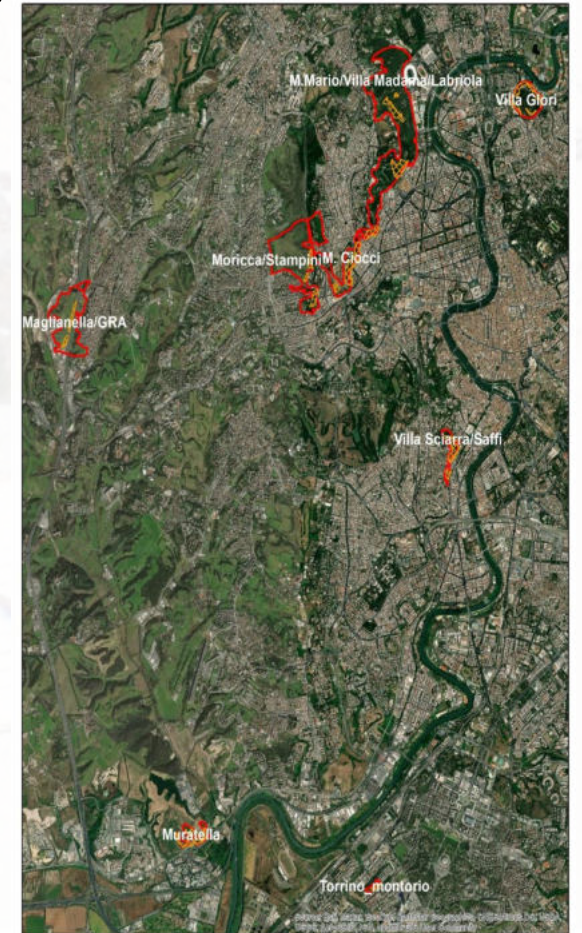 M.Mario/Villa Madama/Labriola
Villa Glori
Moricca/Stampini
M. Ciocci
Maglianella/GRA
Villa Sciarra/Saffi
Muratella
Torrino_montorio